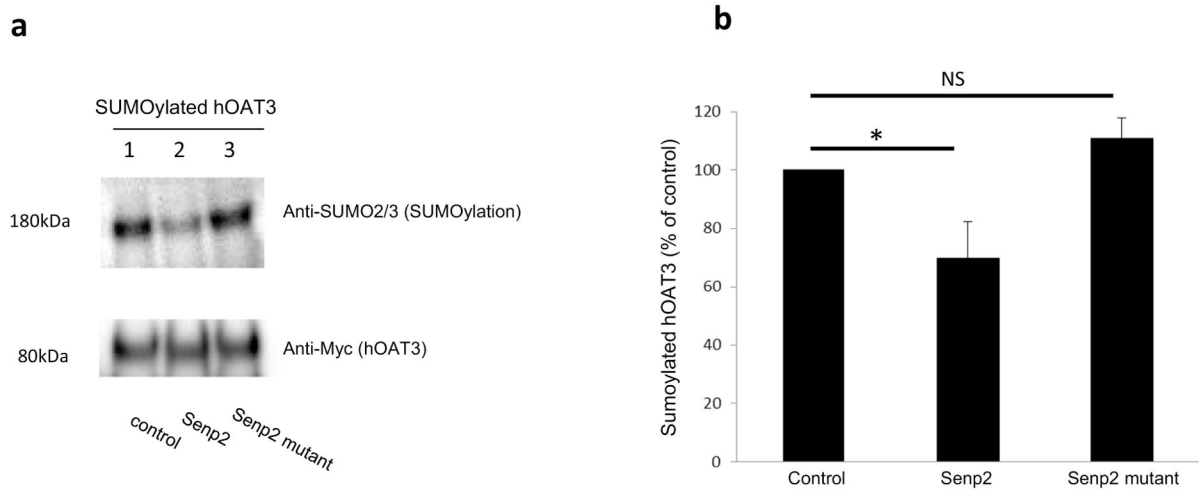 a
SUMOylated hOAT3
1 2 3
180kDa
Anti-SUMO2/3 (SUMOylation)
80kDa
Anti-Myc (hOAT3)
control
Senp2
Senp2 mutant
b
NS
*
Sumoylated hOAT3 (% of control)
120
100
80
60
40
20
0
Control Senp2 Senp2 mutant